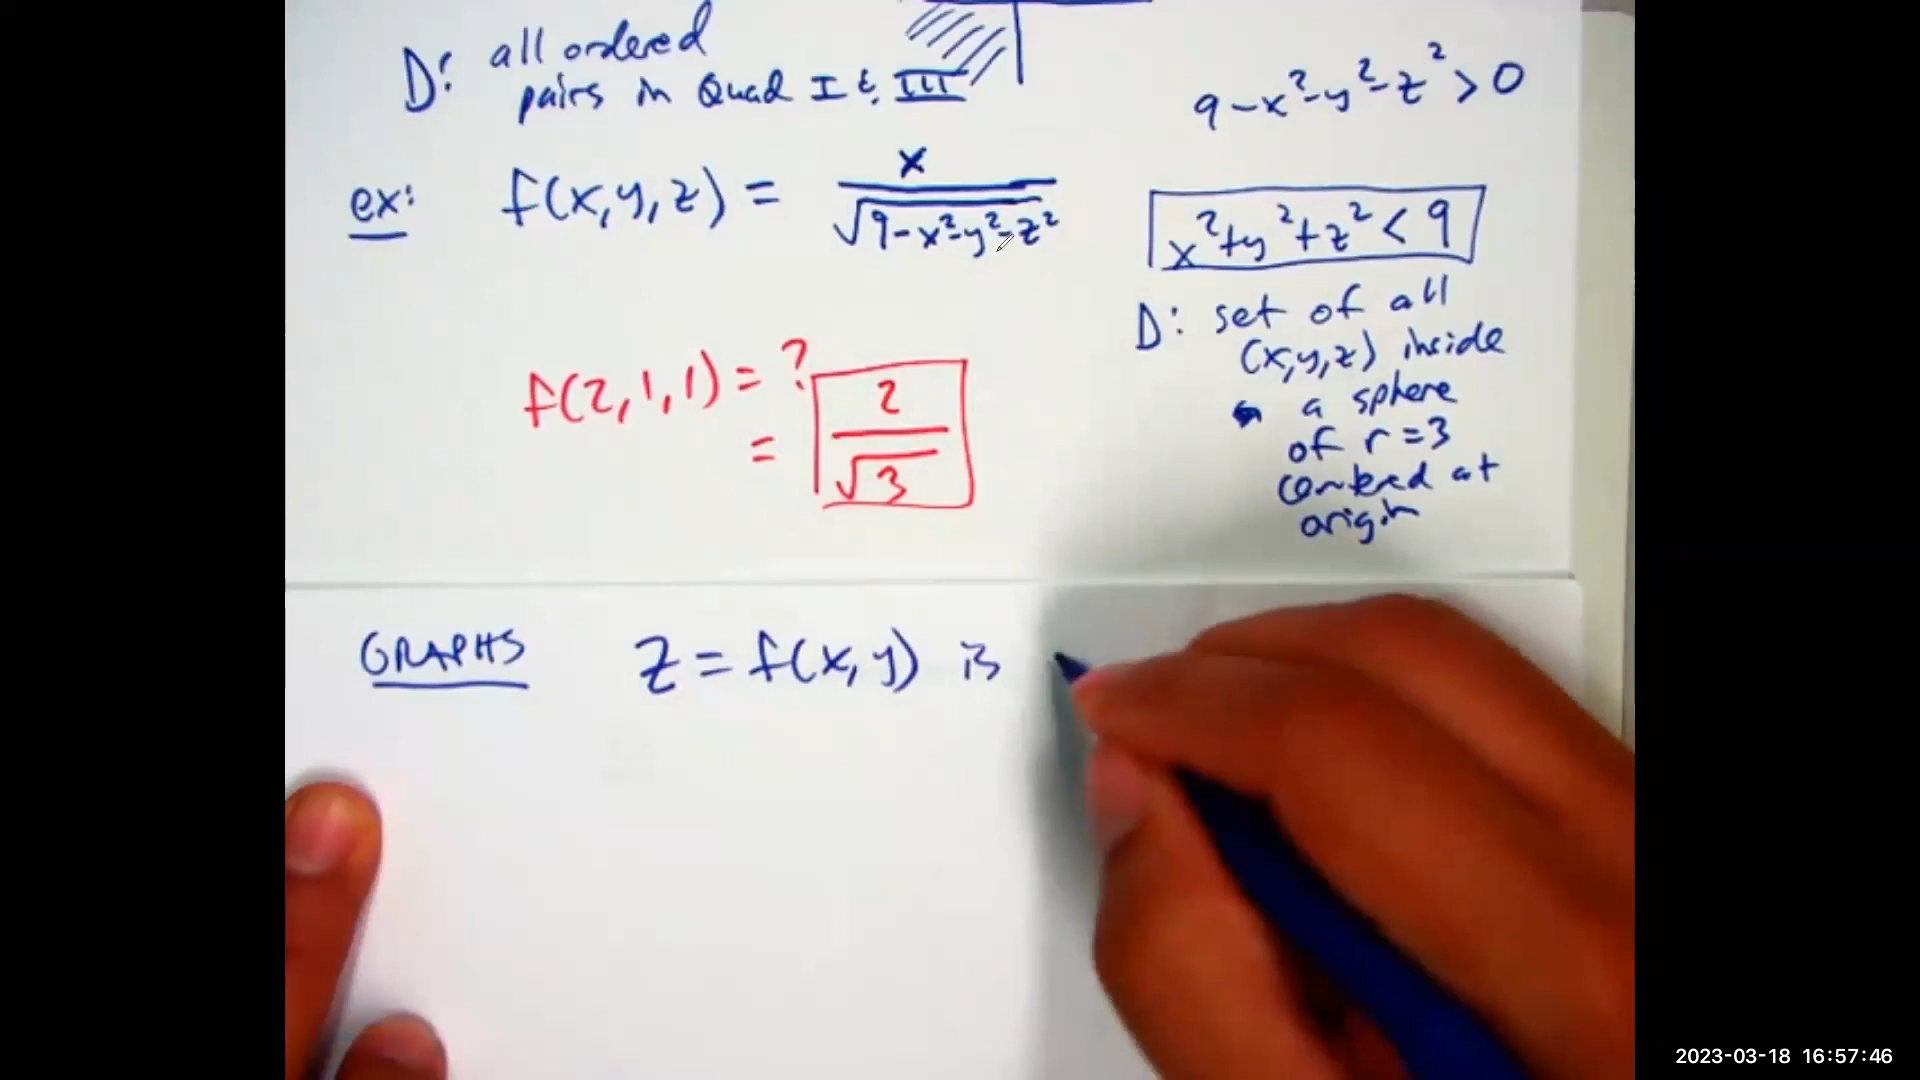 D: all ordered
pairs in Quad I & III
ex: f(x,y,z) = x / √(9-x²-y²-z²)
9-x²-y²-z²>0
x²+y²+z²<9
D: set of all
(x,y,z) inside
a sphere
of r=3
centered at
origin
f(2,1,1) = ?
= 2 / √3
GRAPHS z = f(x,y) is
2023-03-18 16:57:46